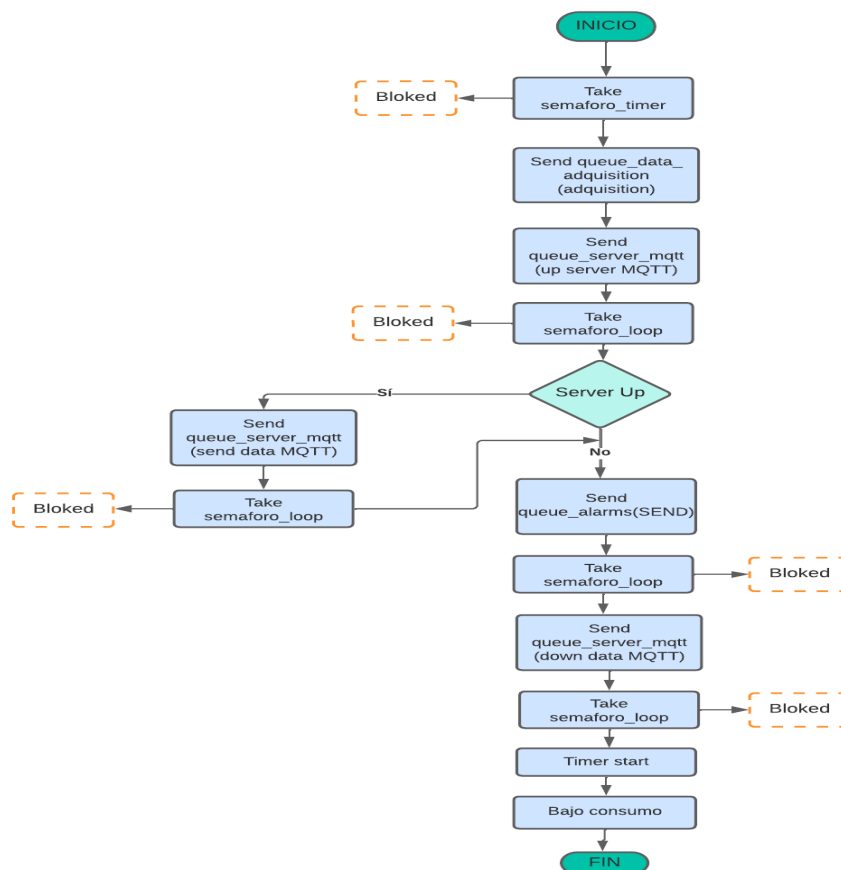 INICIO
Bloked
Take
semaforo_timer
Send queue_data_
adquisition
(adquisition)
Send
queue_server_mqtt
(up server MQTT)
Bloked
Take
semaforo_loop
Server Up
Sí
Send
queue_server_mqtt
(send data MQTT)
No
Bloked
Take
semaforo_loop
Send
queue_alarms(SEND)
Take
semaforo_loop
Bloked
Send
queue_server_mqtt
(down data MQTT)
Take
semaforo_loop
Bloked
Timer start
Bajo consumo
FIN